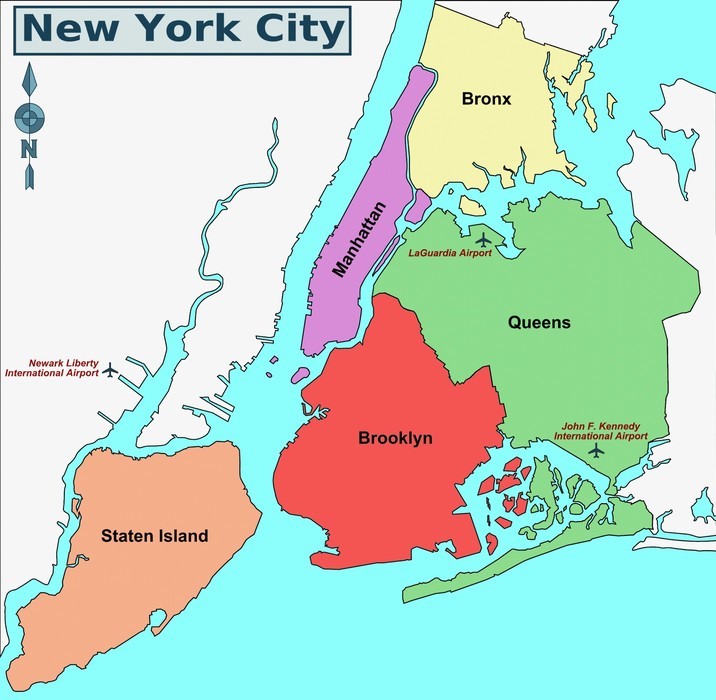 New York City
N
Bronx
Manhattan
LaGuardia Airport
Queens
Newark Liberty
International Airport
John F. Kennedy
International Airport
Brooklyn
Staten Island